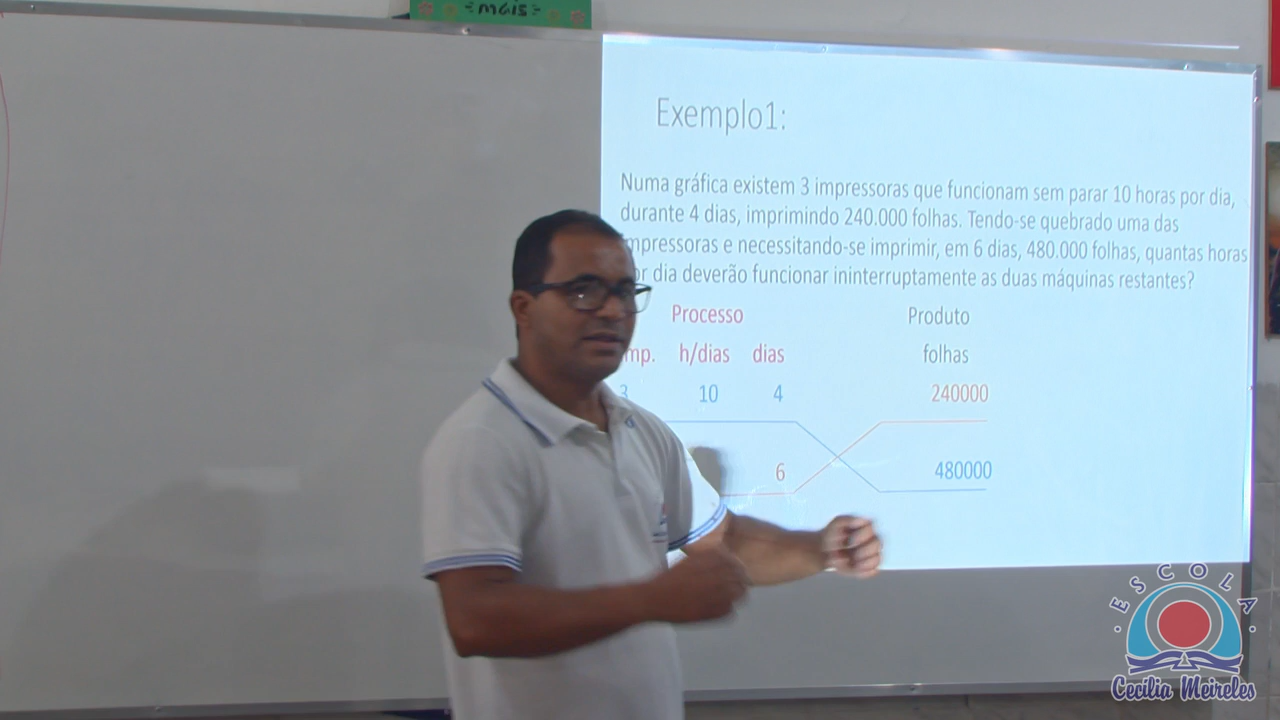 =mais=
Exemplo1:
Numa gráfica existem 3 impressoras que funcionam sem parar 10 horas por dia,
durante 4 dias, imprimindo 240.000 folhas. Tendo-se quebrado uma das
impressoras e necessitando-se imprimir, em 6 dias, 480.000 folhas, quantas horas
por dia deverão funcionar ininterruptamente as duas máquinas restantes?
Processo Produto
imp. h/dias dias folhas
3 10 4 240000
6 480000
ESCOLA
Cecília Meireles